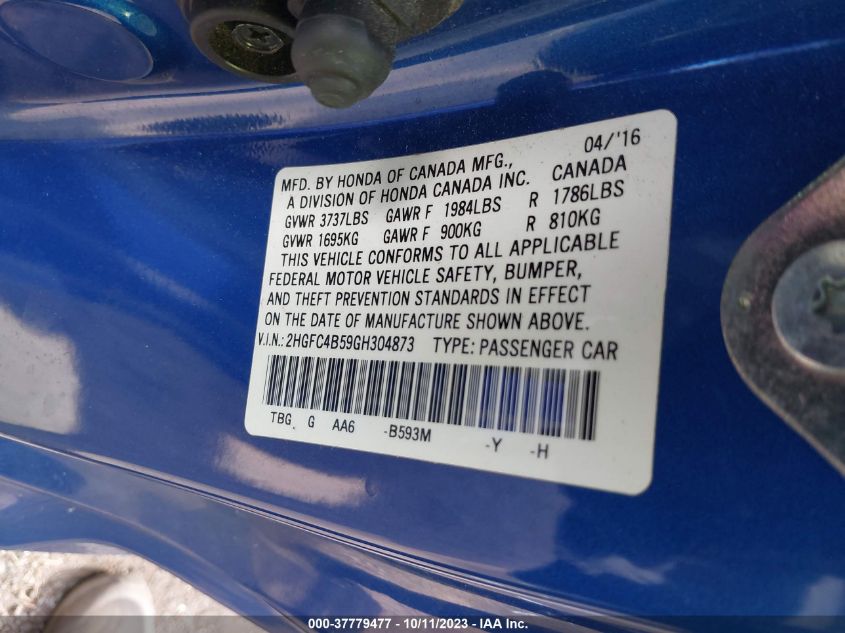 04/'16
MFD. BY HONDA OF CANADA MFG.,
A DIVISION OF HONDA CANADA INC. CANADA
GVWR 3737LBS GAWR F 1984LBS R 1786LBS
GVWR 1695KG GAWR F 900KG R 810KG
THIS VEHICLE CONFORMS TO ALL APPLICABLE
FEDERAL MOTOR VEHICLE SAFETY, BUMPER,
AND THEFT PREVENTION STANDARDS IN EFFECT
ON THE DATE OF MANUFACTURE SHOWN ABOVE.
V.I.N.: 2HGFC4B59GH304873 TYPE: PASSENGER CAR
TBG G AA6 -B593M -Y -H
000-37779477 - 10/11/2023 - IAA Inc.